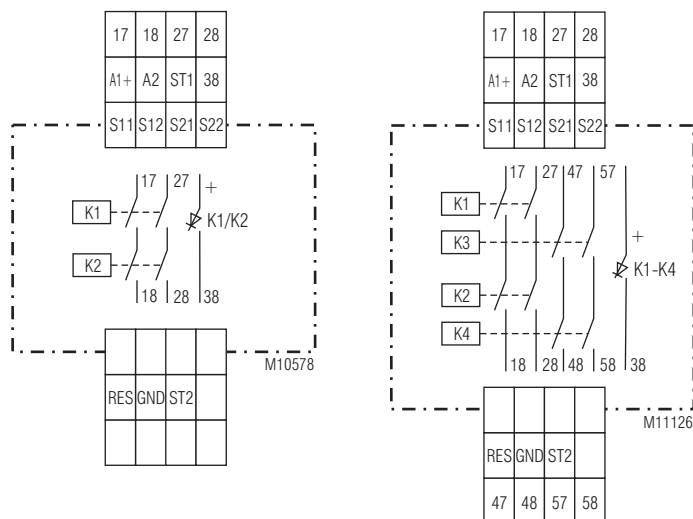 17 18 27 28
A1+ A2 ST1 38
S11 S12 S21 S22
17 27 +
K1
K1/K2
K2
18 28 38
M10578
RES GND ST2
17 18 27 28
A1+ A2 ST1 38
S11 S12 S21 S22
17 27 47 57
K1
K3
+
K1-K4
K2
K4
18 28 48 58 38
M11126
RES GND ST2
47 48 57 58